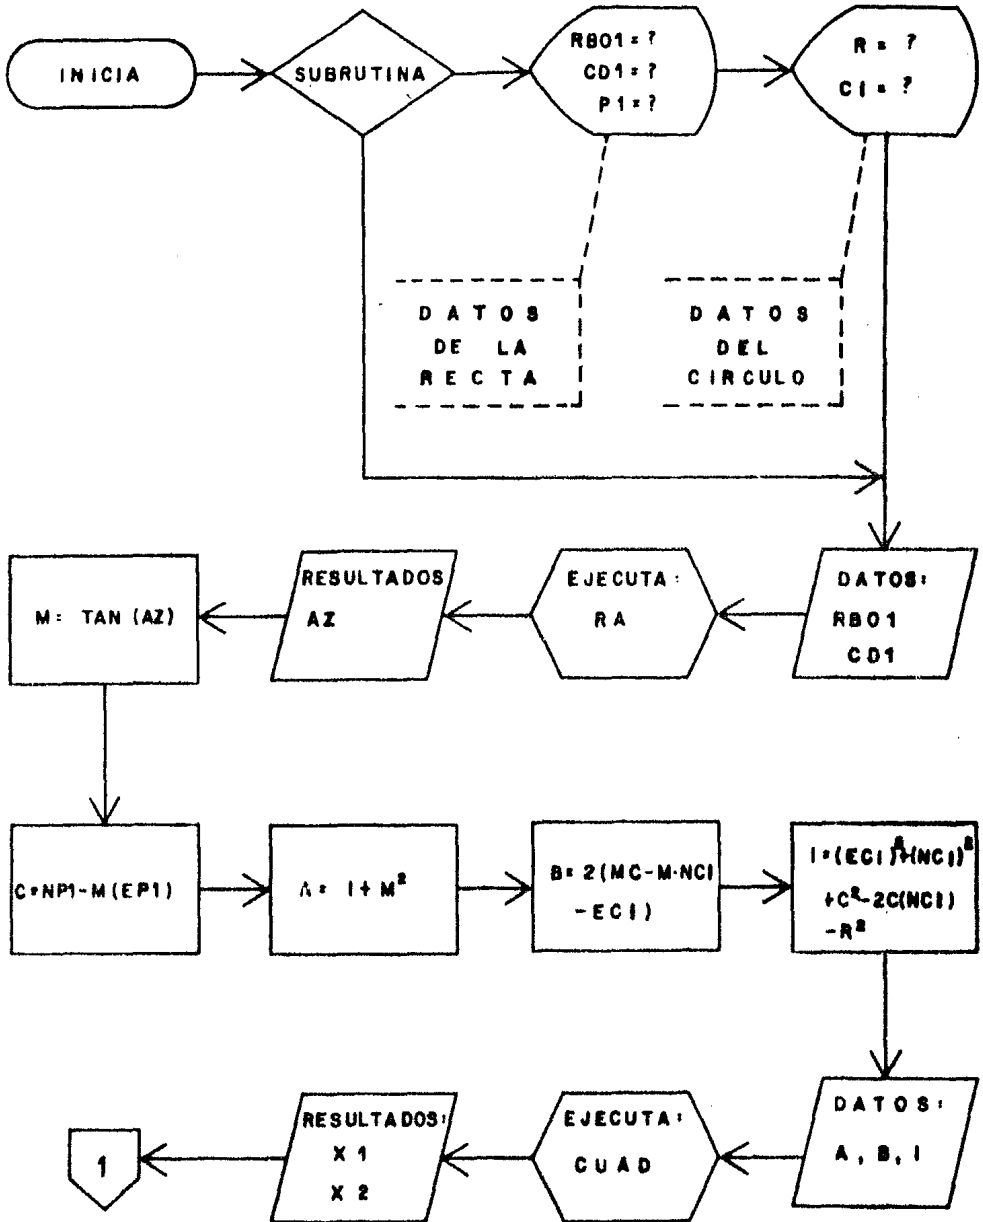 INICIA
SUBRUTINA
RBO1 = ?
CD1 = ?
P1 = ?
R = ?
CI = ?
DATOS
DE LA
RECTA
DATOS
DEL
CIRCULO
DATOS:
RBO1
CD1
EJECUTA:
RA
RESULTADOS
AZ
M= TAN (AZ)
C=NP1-M(EP1)
A= 1+M²
B= 2(MC-M·NCI
-ECI)
I=(ECI)²+(NCI)²
+C²-2C(NCI)
-R²
DATOS:
A, B, I
EJECUTA:
CUAD
RESULTADOS:
X1
X2
1